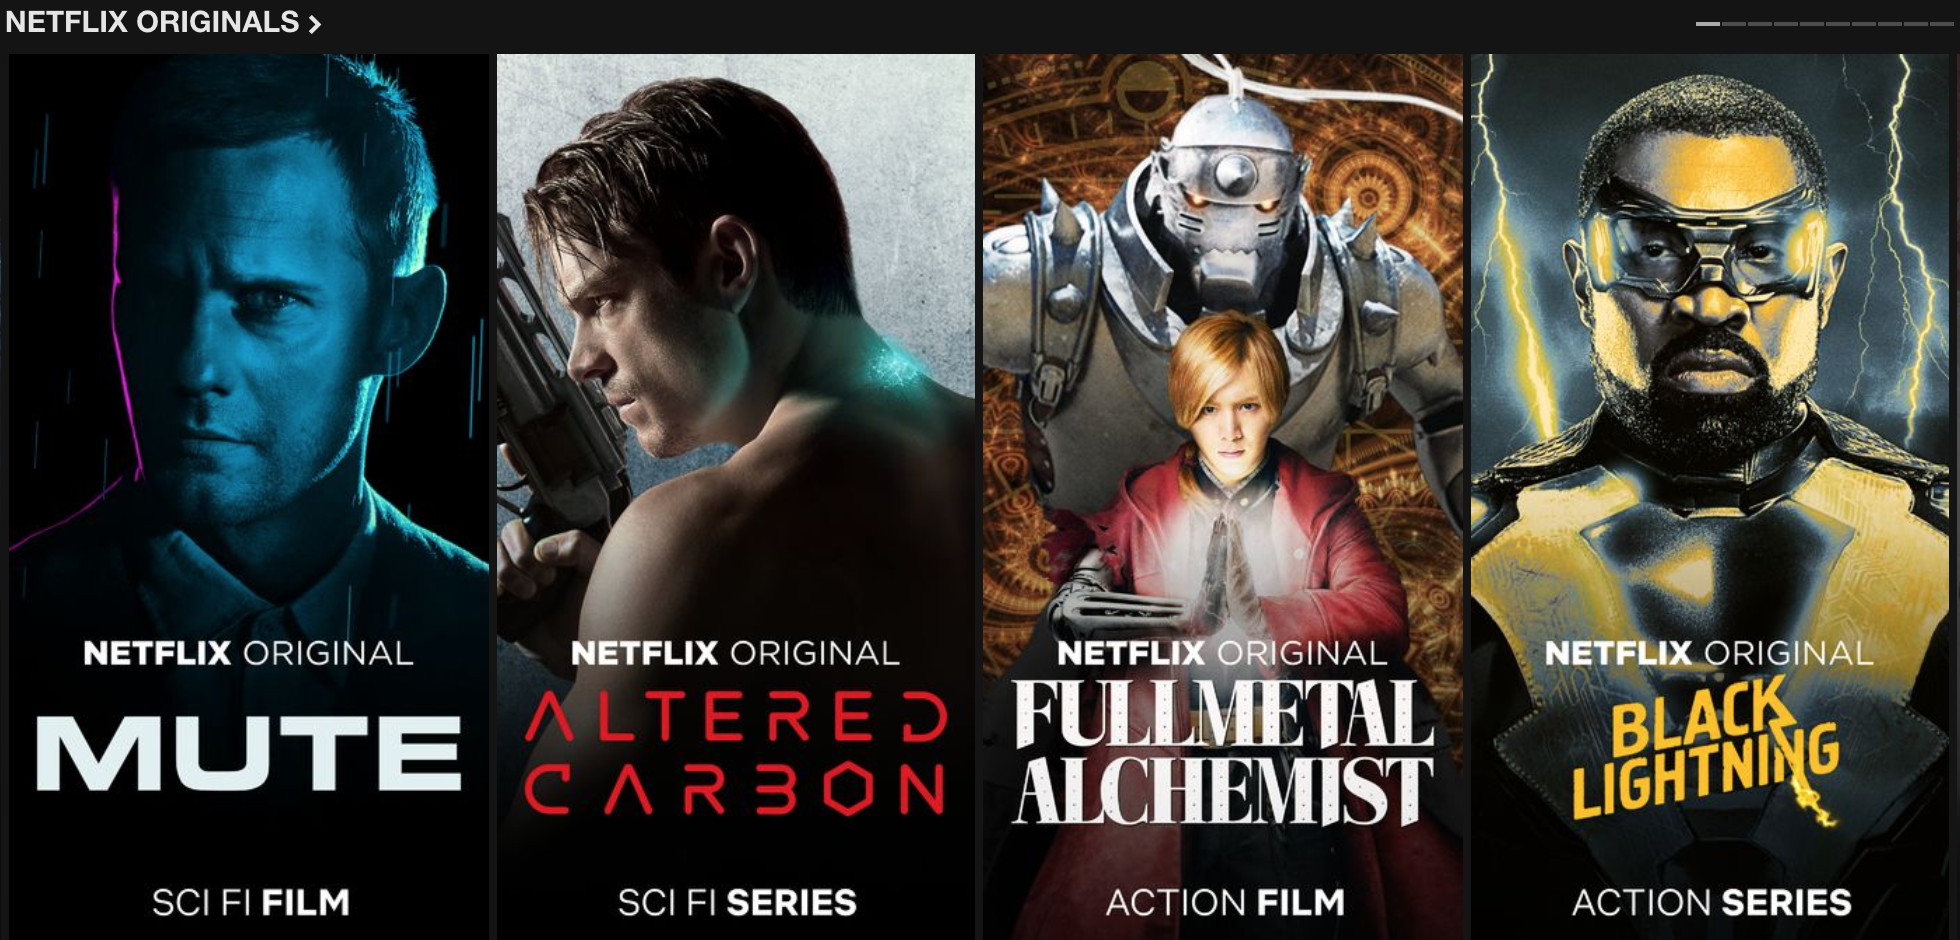 NETFLIX ORIGINALS >
NETFLIX ORIGINAL
MUTE
SCI FI FILM
NETFLIX ORIGINAL
ALTERED
CARBON
SCI FI SERIES
NETFLIX ORIGINAL
FULLMETAL
ALCHEMIST
ACTION FILM
NETFLIX ORIGINAL
BLACK
LIGHTNING
ACTION SERIES